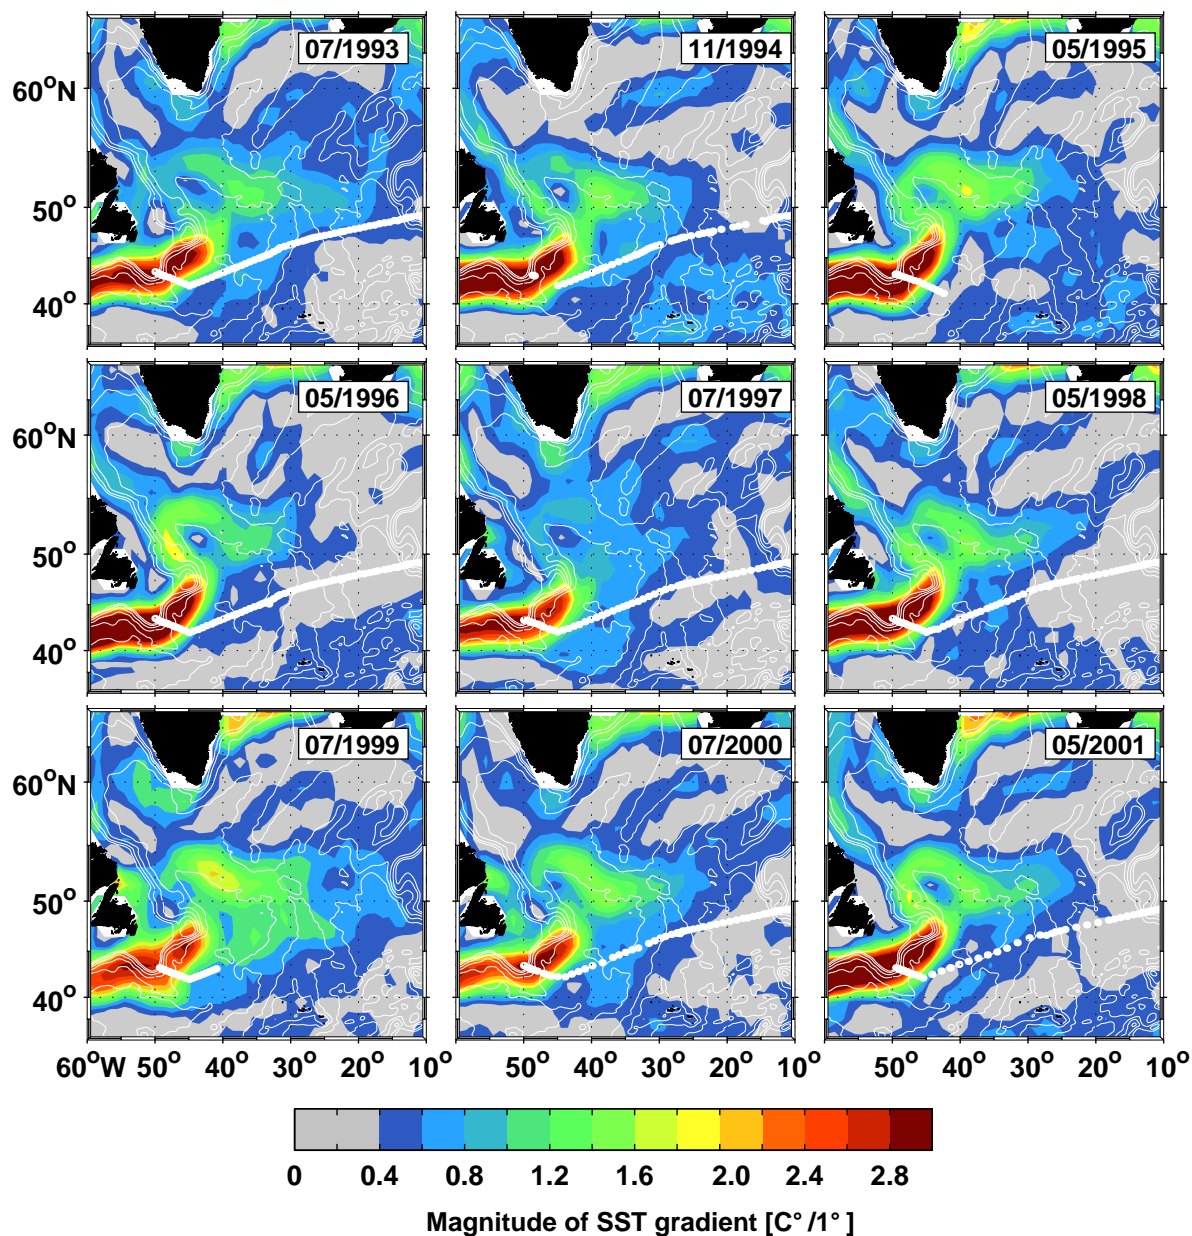 07/1993 11/1994 05/1995
60°N
50°
40°
05/1996 07/1997 05/1998
60°N
50°
40°
07/1999 07/2000 05/2001
60°N
50°
40°
60°W 50° 40° 30° 20° 10° 50° 40° 30° 20° 10° 50° 40° 30° 20° 10°
0 0.4 0.8 1.2 1.6 2.0 2.4 2.8
Magnitude of SST gradient [C° /1° ]